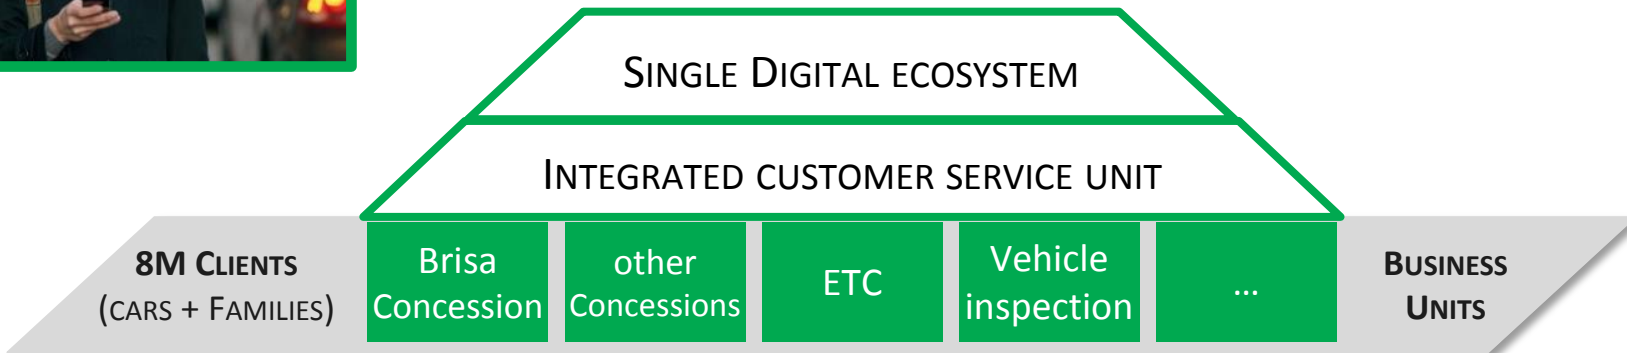 SINGLE DIGITAL ECOSYSTEM
INTEGRATED CUSTOMER SERVICE UNIT
8M CLIENTS
(CARS + FAMILIES)
Brisa
Concession
other
Concessions
ETC
Vehicle
inspection
...
BUSINESS
UNITS